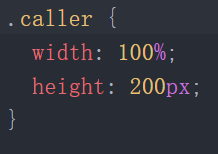 .caller {
  width: 100%;
  height: 200px;
}